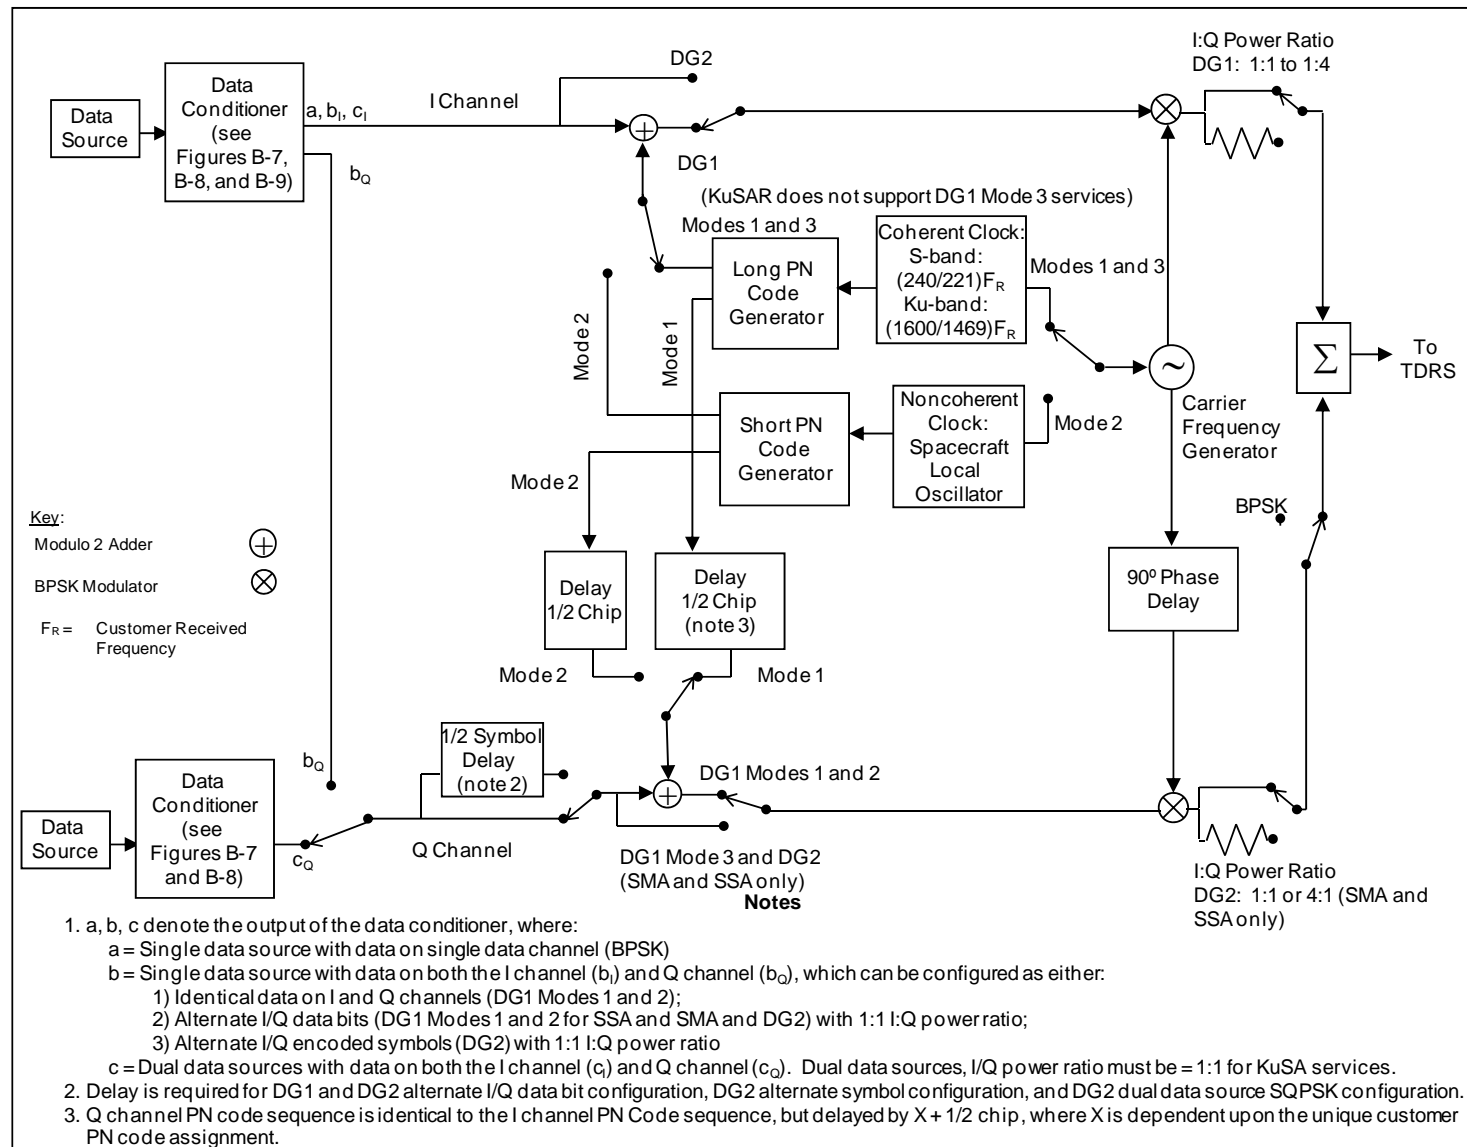 I:Q Power Ratio
DG1: 1:1 to 1:4
DG2
Data
Source
Data
Conditioner
(see
Figures B-7,
B-8, and B-9)
a, b_I, c_I
I Channel
b_Q
+
DG1
(KuSAR does not support DG1 Mode 3 services)
Modes 1 and 3
Long PN
Code
Generator
Coherent Clock:
S-band:
(240/221)F_R
Ku-band:
(1600/1469)F_R
Modes 1 and 3
Mode 2
Mode 1
~
Carrier
Frequency
Generator
Σ
To
TDRS
Short PN
Code
Generator
Noncoherent
Clock:
Spacecraft
Local
Oscillator
Mode 2
Mode 2
BPSK
Key:
Modulo 2 Adder
+
BPSK Modulator
F_R = Customer Received
Frequency
Delay
1/2 Chip
Delay
1/2 Chip
(note 3)
90º Phase
Delay
Mode 2
Mode 1
1/2 Symbol
Delay
(note 2)
b_Q
Data
Source
Data
Conditioner
(see
Figures B-7
and B-8)
c_Q
Q Channel
+
DG1 Modes 1 and 2
DG1 Mode 3 and DG2
(SMA and SSA only)
I:Q Power Ratio
DG2: 1:1 or 4:1 (SMA and
SSA only)
Notes
1. a, b, c denote the output of the data conditioner, where:
a = Single data source with data on single data channel (BPSK)
b = Single data source with data on both the I channel (b_I) and Q channel (b_Q), which can be configured as either:
1) Identical data on I and Q channels (DG1 Modes 1 and 2);
2) Alternate I/Q data bits (DG1 Modes 1 and 2 for SSA and SMA and DG2) with 1:1 I:Q power ratio;
3) Alternate I/Q encoded symbols (DG2) with 1:1 I:Q power ratio
c = Dual data sources with data on both the I channel (c_I) and Q channel (c_Q). Dual data sources, I/Q power ratio must be = 1:1 for KuSA services.
2. Delay is required for DG1 and DG2 alternate I/Q data bit configuration, DG2 alternate symbol configuration, and DG2 dual data source SQPSK configuration.
3. Q channel PN code sequence is identical to the I channel PN Code sequence, but delayed by X + 1/2 chip, where X is dependent upon the unique customer
PN code assignment.